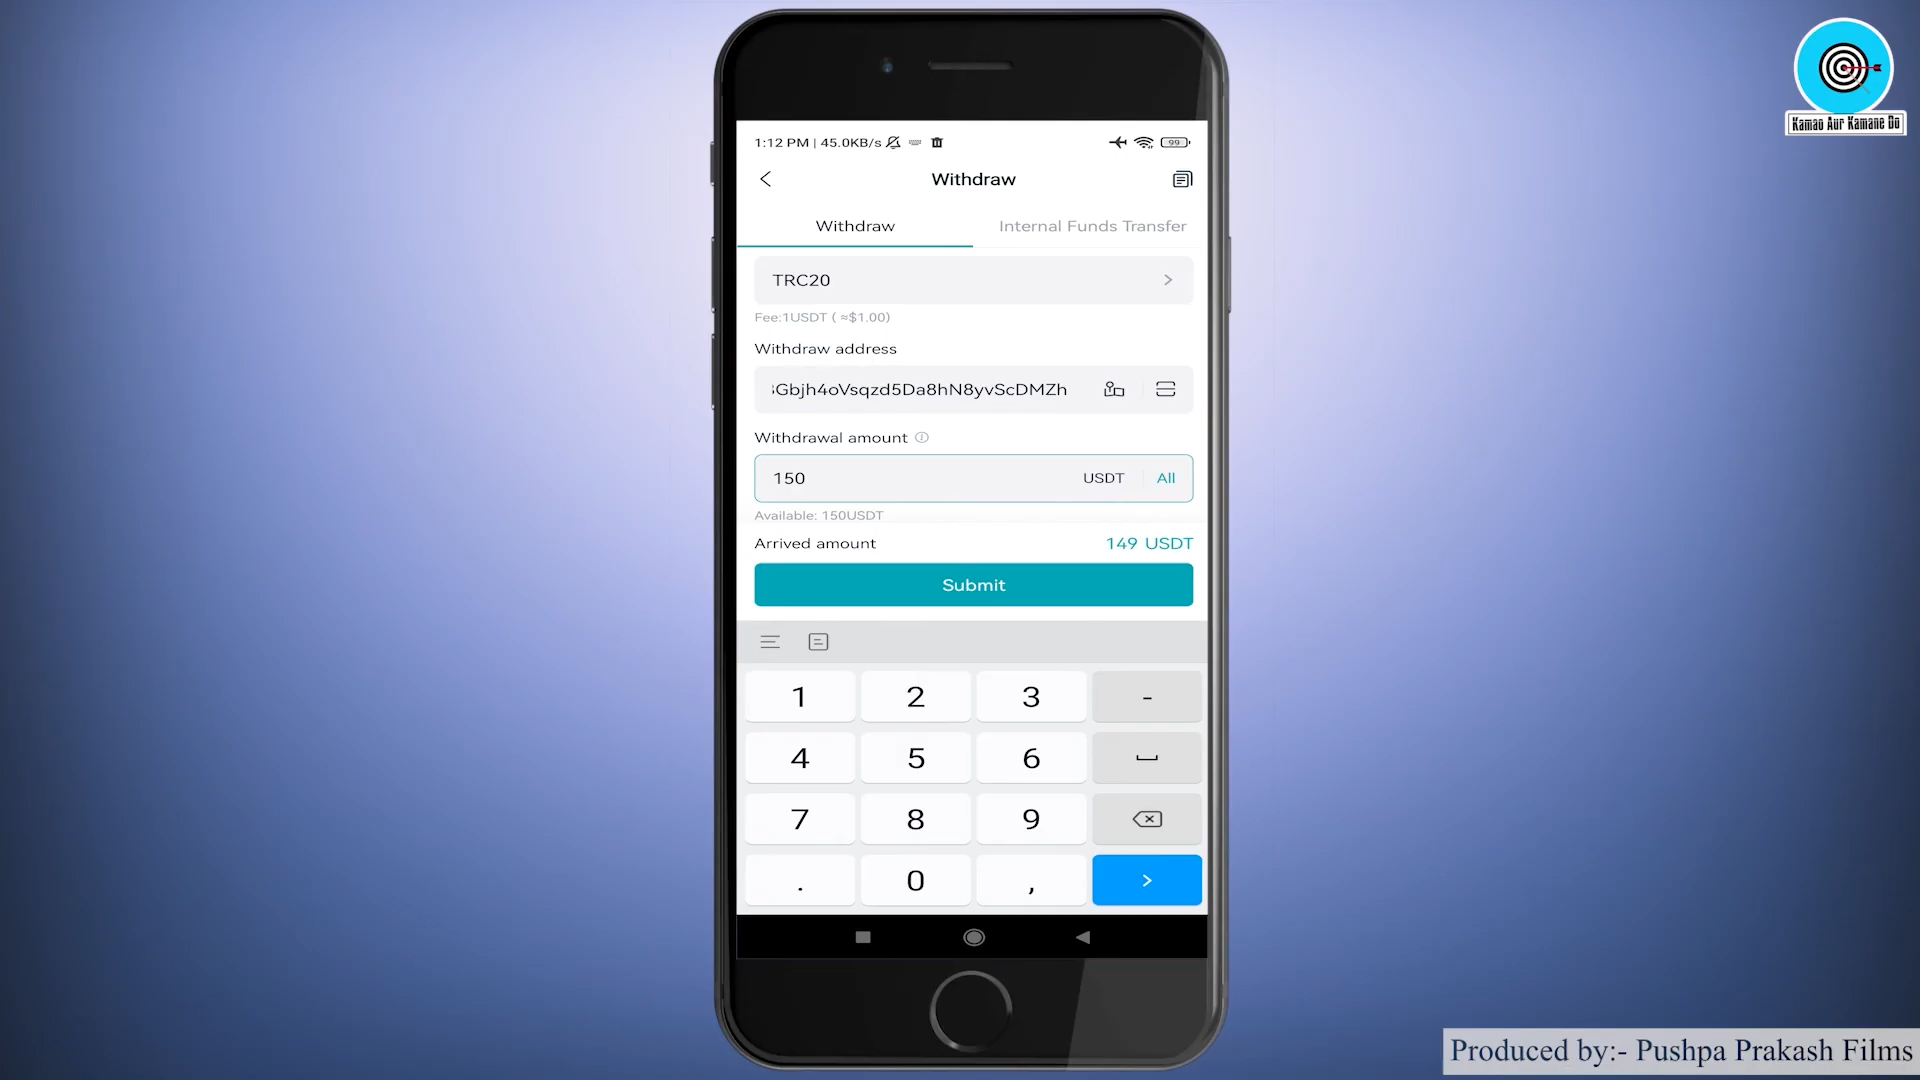 Kamao Aur Kamane Do
1:12 PM | 45.0KB/s
99
Withdraw
Withdraw
Internal Funds Transfer
TRC20
Fee:1USDT ( ≈$1.00)
Withdraw address
Gbjh4oVsqzd5Da8hN8yvScDMZh
Withdrawal amount
150 USDT All
Available: 150USDT
Arrived amount 149 USDT
Submit
1 2 3 -
4 5 6
7 8 9
. 0 ,
Produced by:- Pushpa Prakash Films